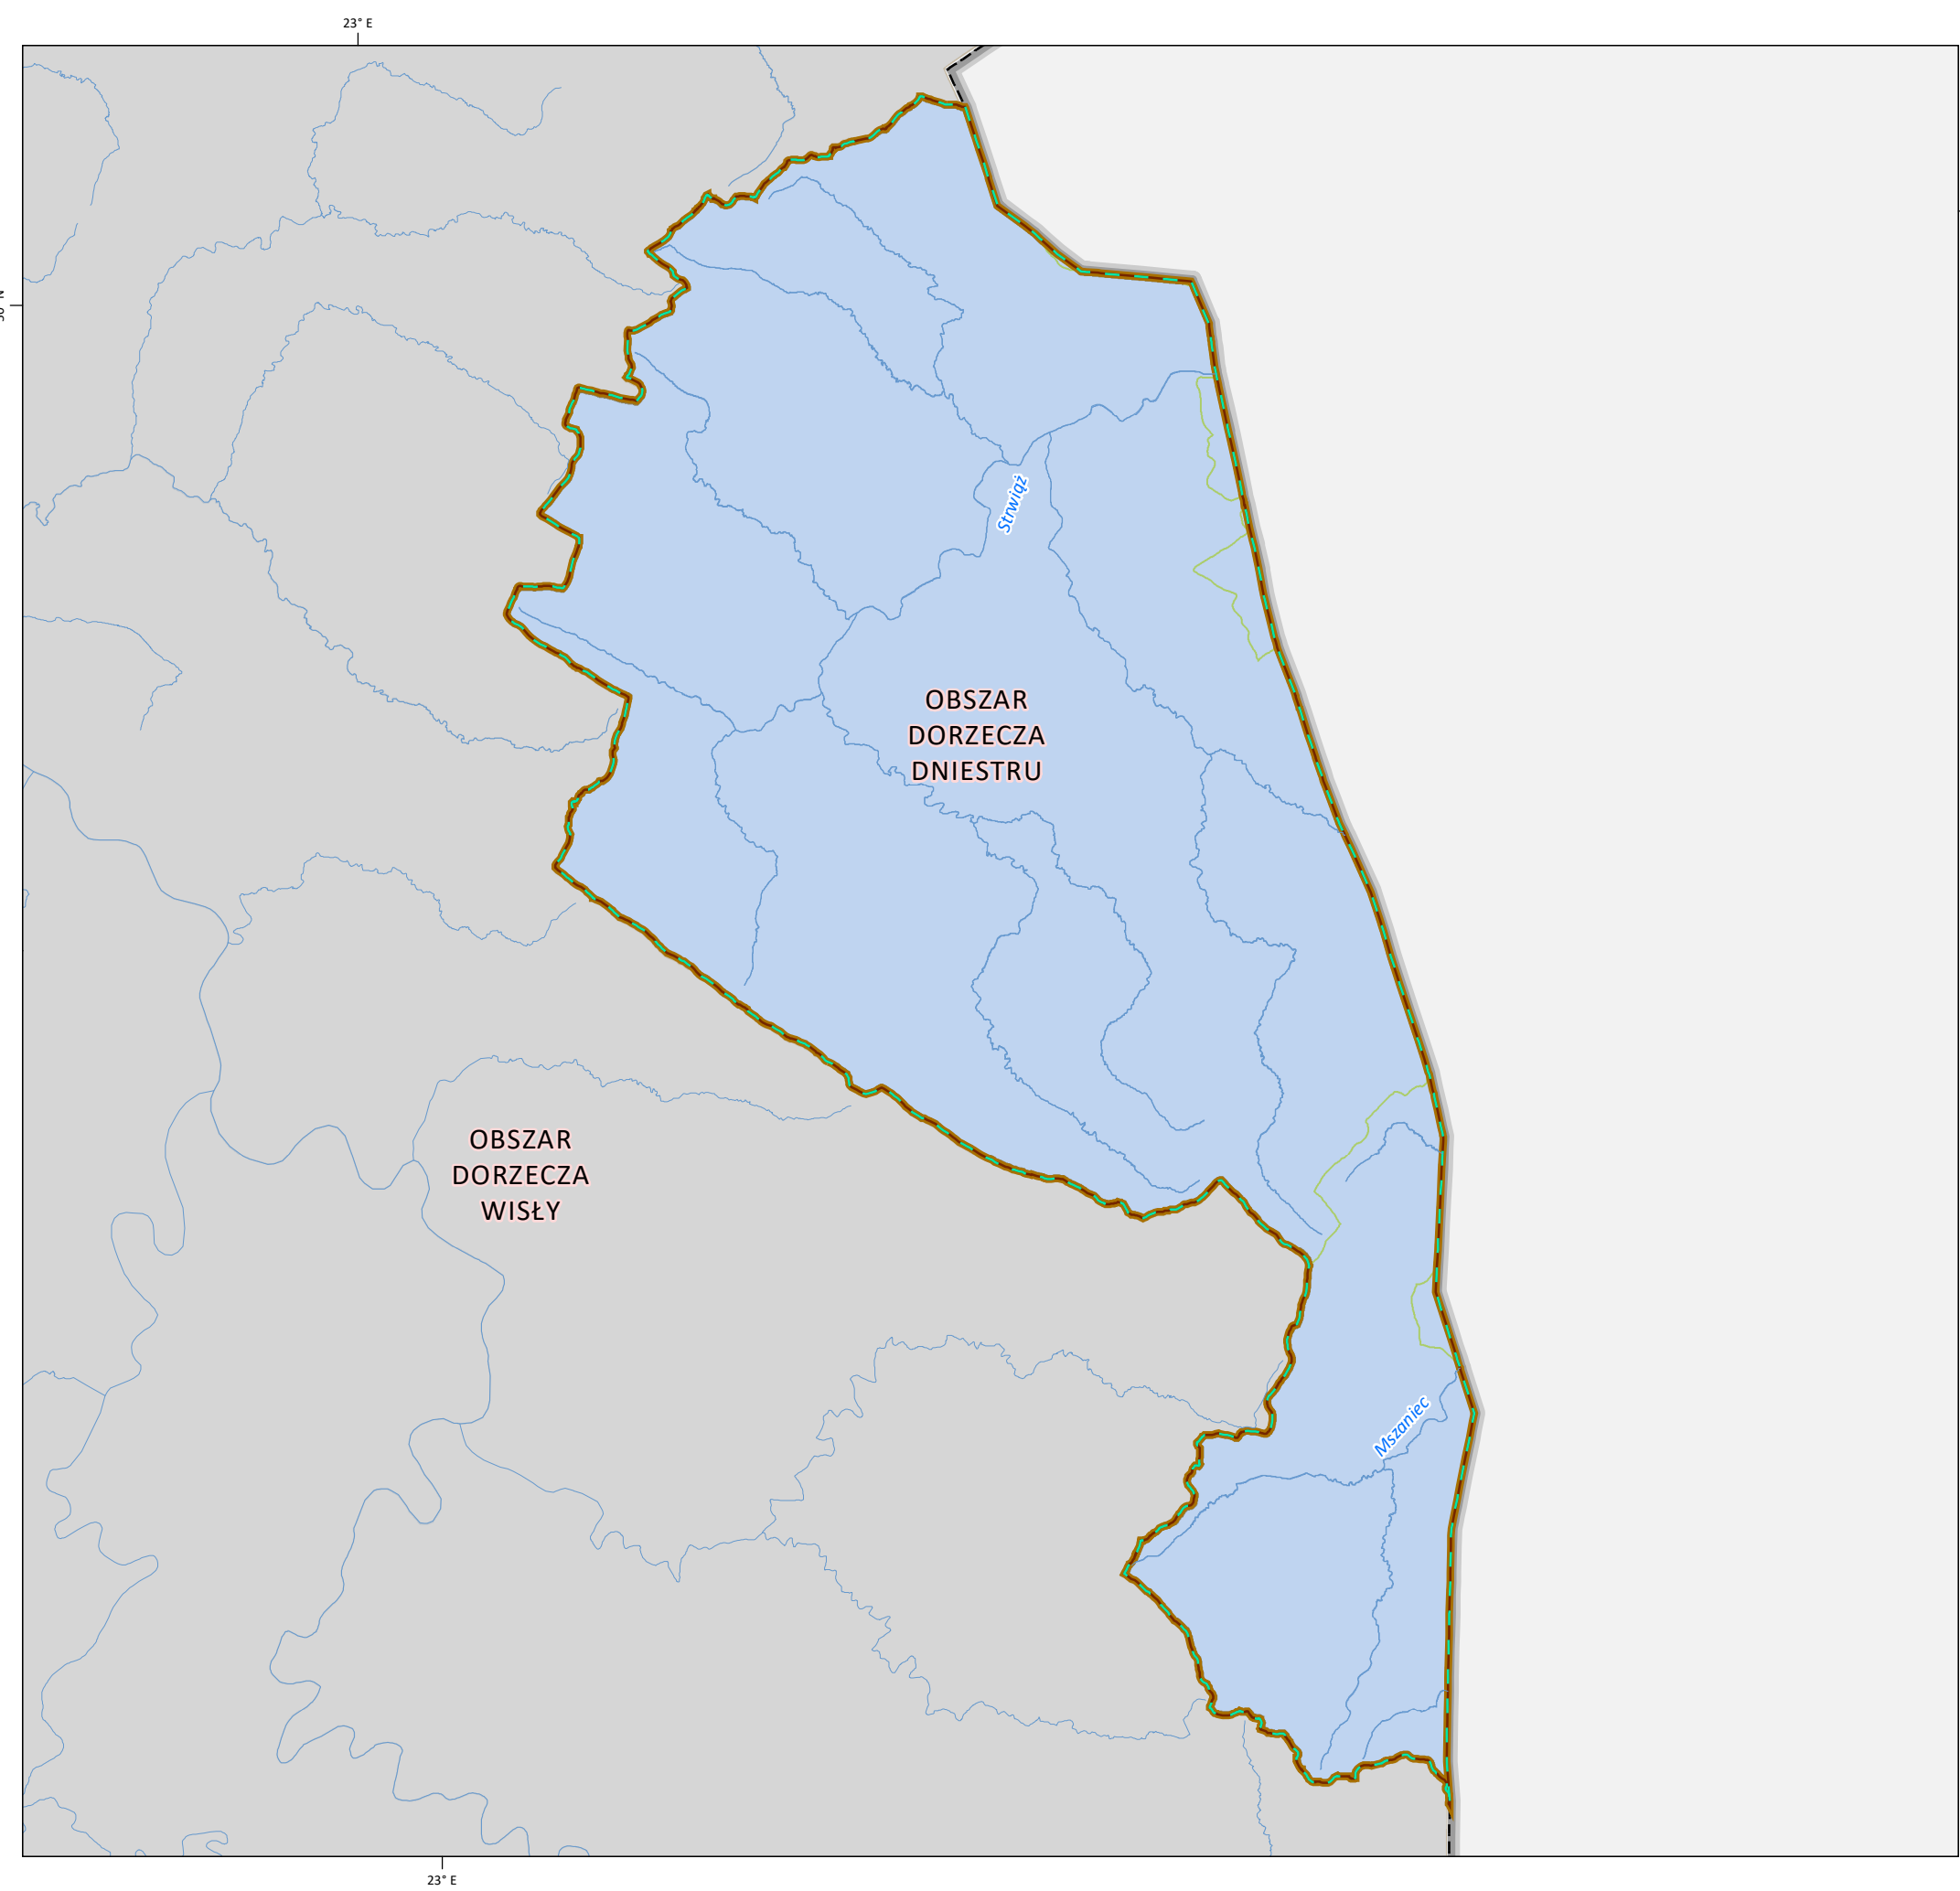 23° E
Strwiąż
OBSZAR
DORZECZA
DNIESTRU
OBSZAR
DORZECZA
WISŁY
Mszaniec
23° E